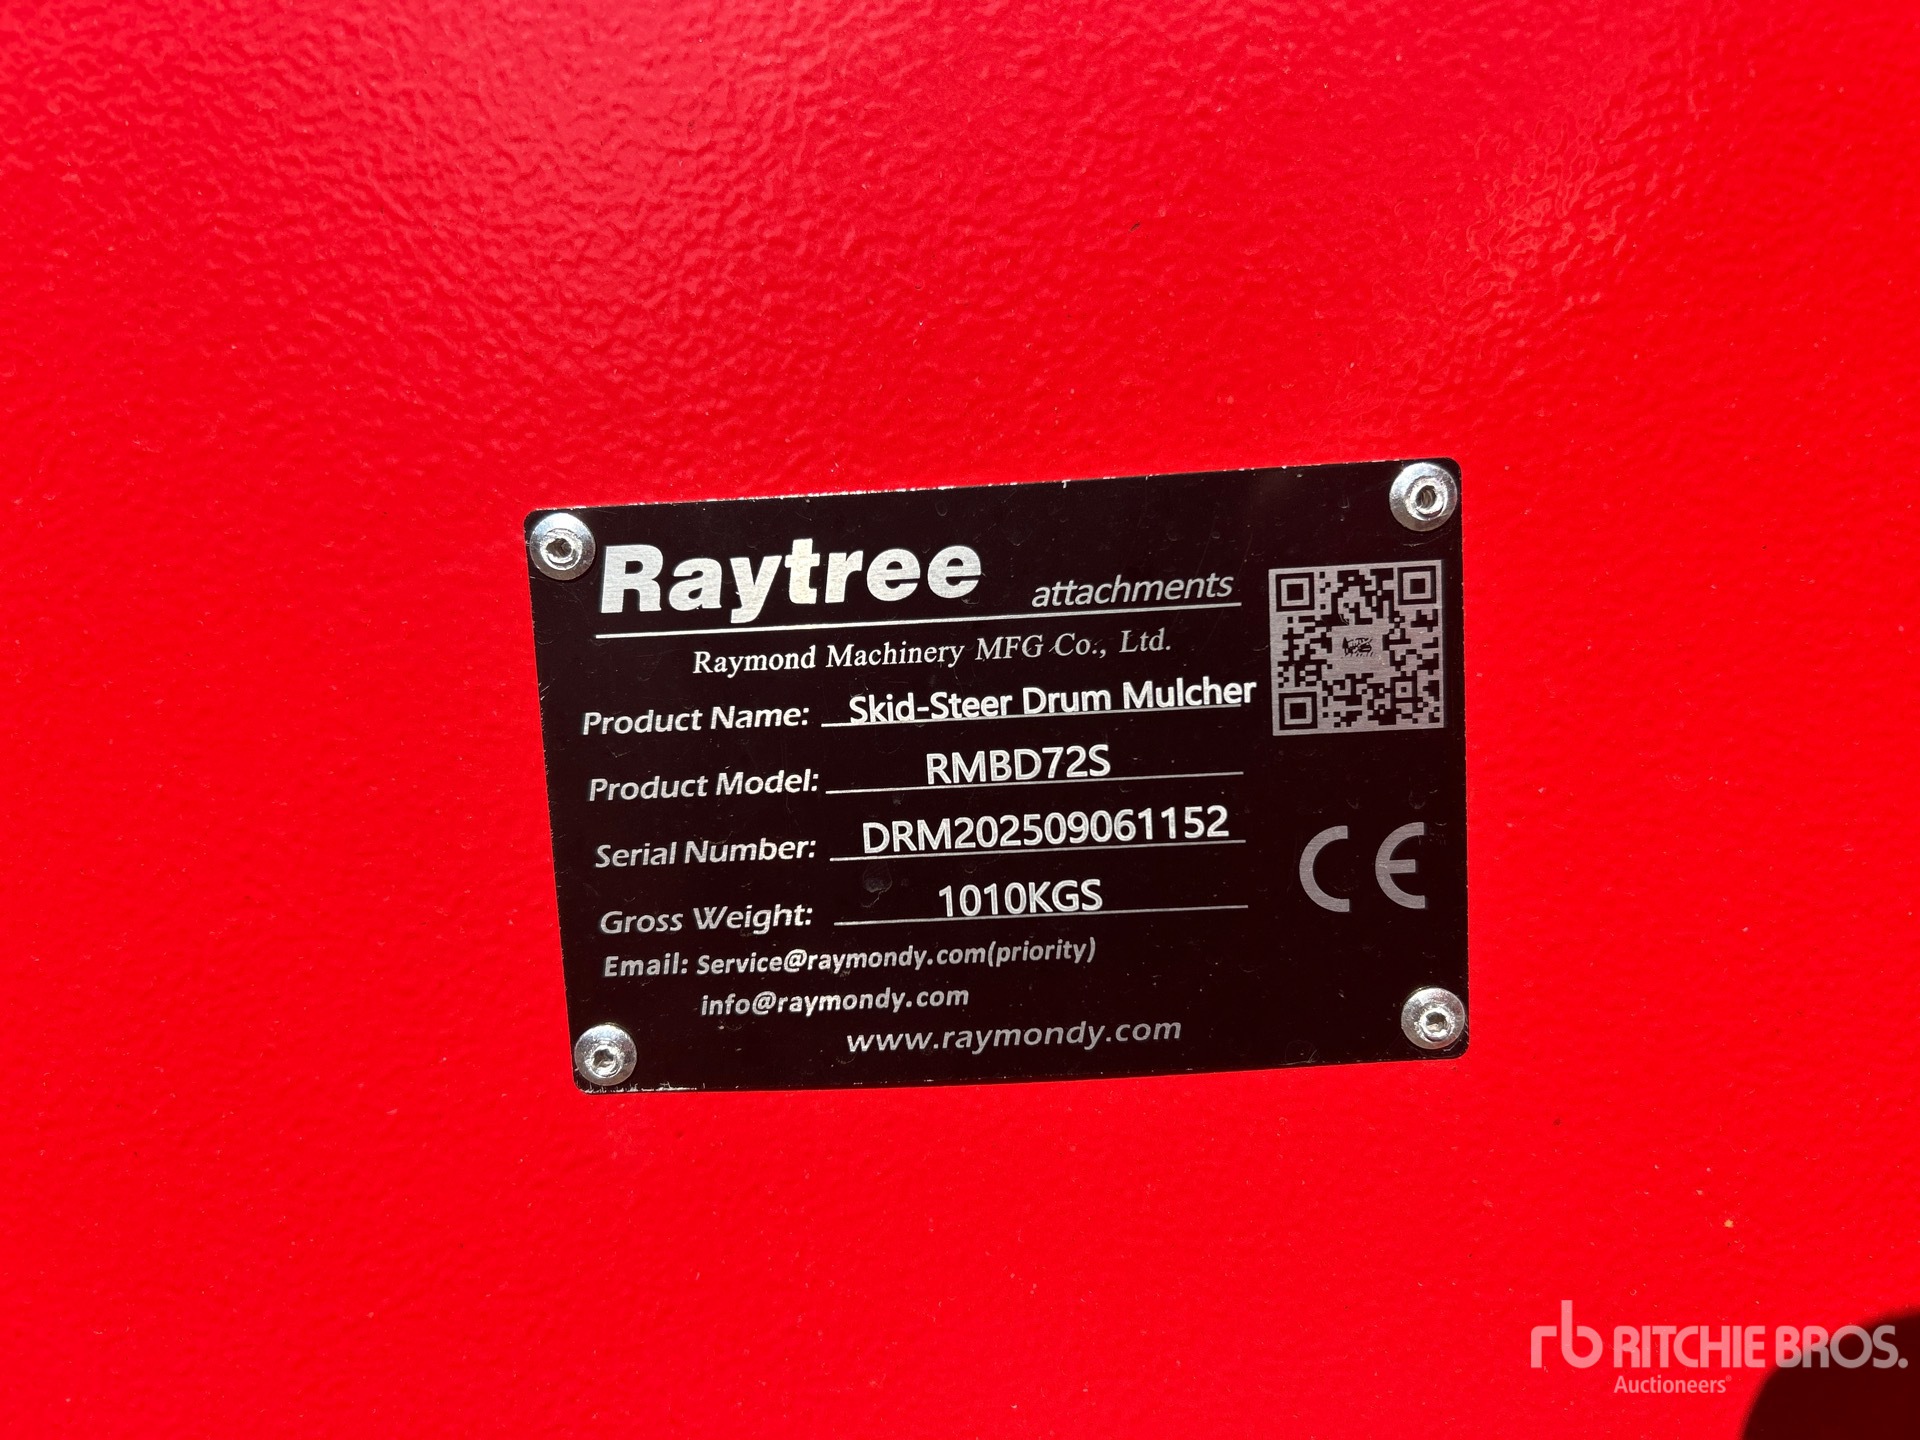 Raytree attachments
Raymond Machinery MFG Co., Ltd.
Product Name: Skid-Steer Drum Mulcher
Product Model: RMBD72S
Serial Number: DRM202509061152
Gross Weight: 1010KGS
Email: Service@raymondy.com(priority)
info@raymondy.com
www.raymondy.com
CE
rb RITCHIE BROS.
Auctioneers